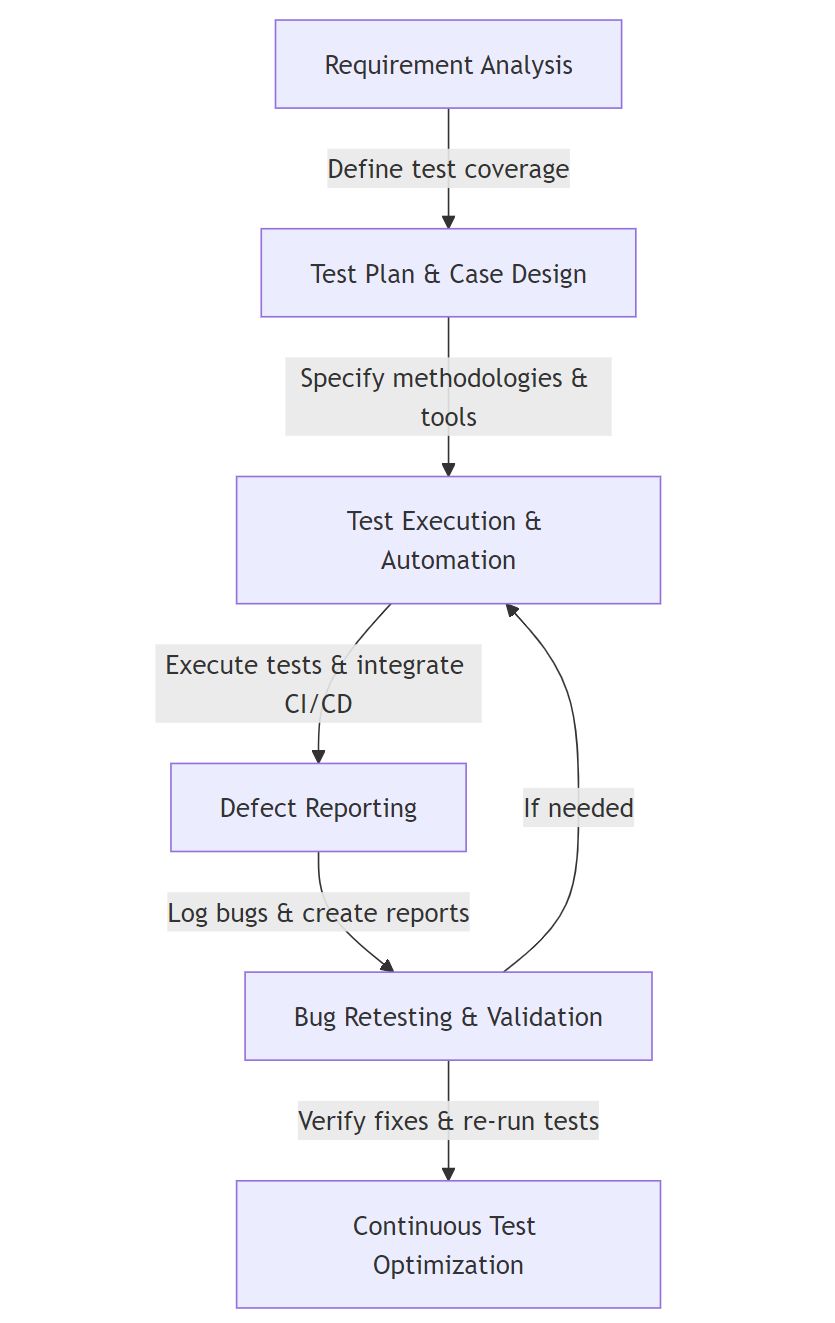 Requirement Analysis
Define test coverage
Test Plan & Case Design
Specify methodologies &
tools
Test Execution &
Automation
Execute tests & integrate
CI/CD
Defect Reporting
If needed
Log bugs & create reports
Bug Retesting & Validation
Verify fixes & re-run tests
Continuous Test
Optimization